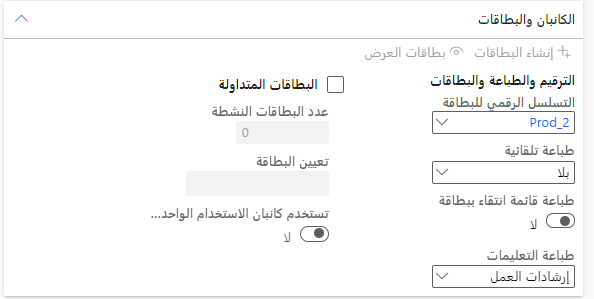 الكانبان والبطاقات
إنشاء البطاقات
بطاقات العرض
الترقيم والطباعة والبطاقات
التسلسل الرقمي للبطاقة
Prod_2
طباعة تلقائية
بلا
طباعة قائمة انتقاء ببطاقة
لا
طباعة التعليمات
إرشادات العمل
البطاقات المتداولة
عدد البطاقات النشطة
0
تعيين البطاقة
تستخدم كانبان الاستخدام الواحد...
لا